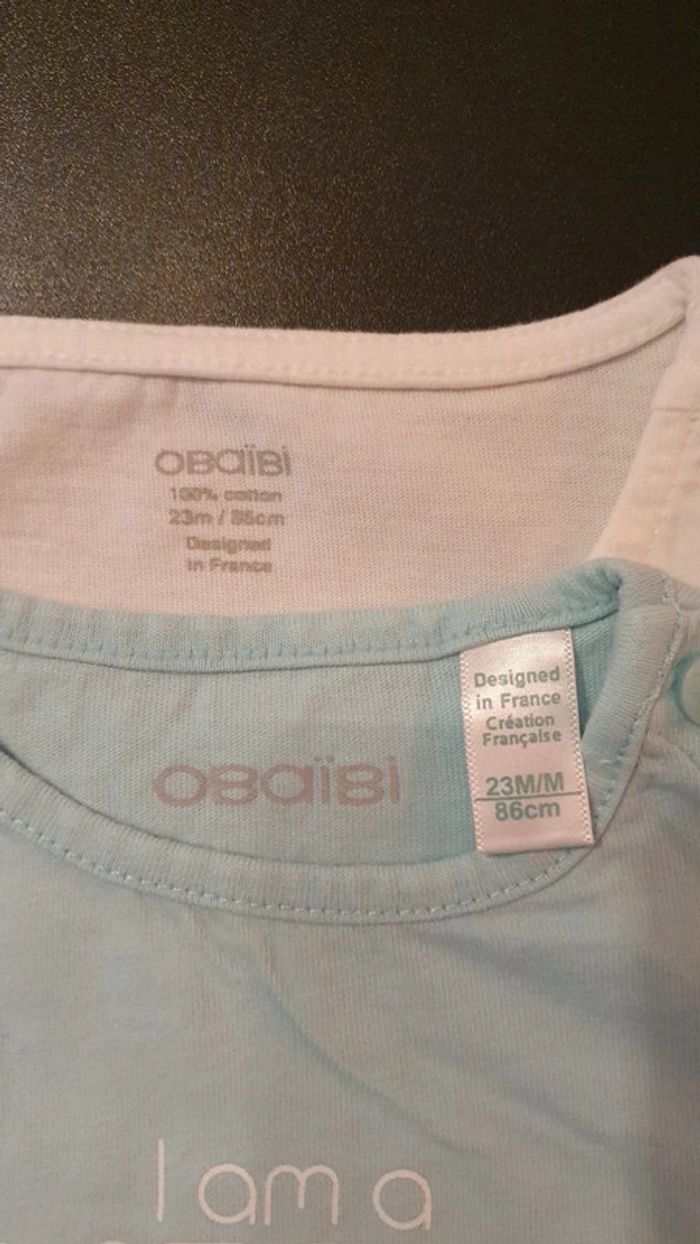 OBaïBi
100% cotton
23m / 86cm
Designed
in France
OBaïBi
Designed
in France
Création
Française
23M/M
86cm
I am a